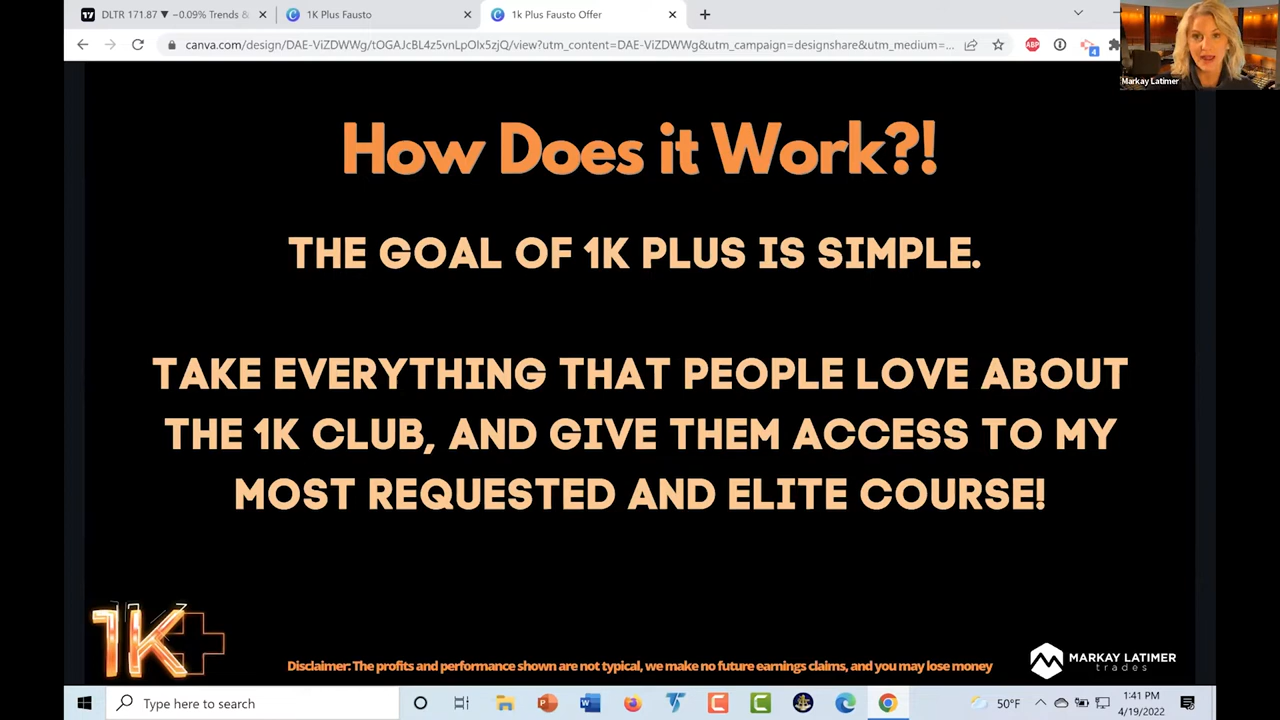 DLTR 171.87 ▼ −0.09% Trends &
1K Plus Fausto
1k Plus Fausto Offer
canva.com/design/DAE-ViZDWWg/tOGAJcBL4z5vnLpOlx5zjQ/view?utm_content=DAE-ViZDWWg&utm_campaign=designshare&utm_medium=...
ABP
4
Markay Latimer
How Does it Work?!
THE GOAL OF 1K PLUS IS SIMPLE.
TAKE EVERYTHING THAT PEOPLE LOVE ABOUT
THE 1K CLUB, AND GIVE THEM ACCESS TO MY
MOST REQUESTED AND ELITE COURSE!
1K+
Disclaimer: The profits and performance shown are not typical, we make no future earnings claims, and you may lose money
MARKAY LATIMER
trades
Type here to search
50°F
1:41 PM
4/19/2022